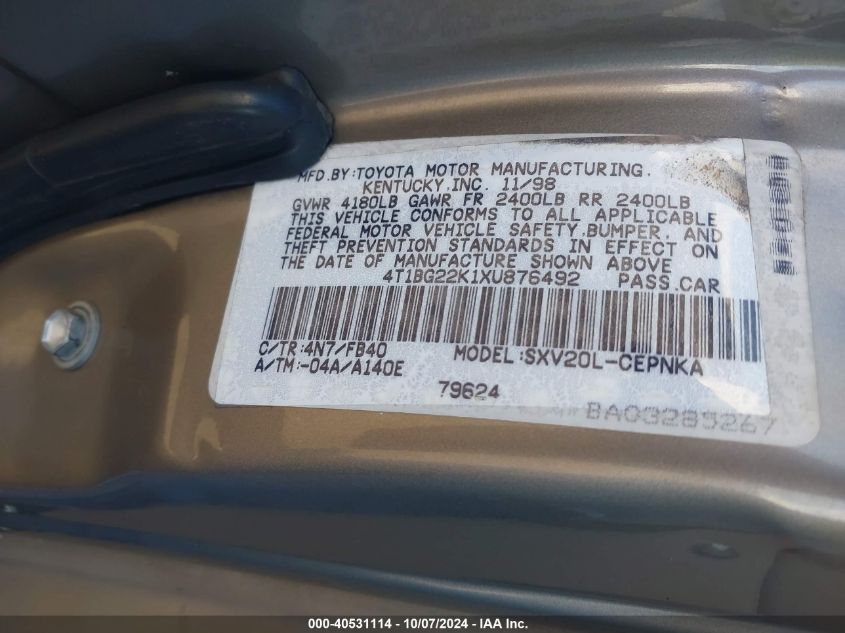 MFD.BY:TOYOTA MOTOR MANUFACTURING.
KENTUCKY,INC. 11/98
GVWR 4180LB GAWR FR 2400LB RR 2400LB
THIS VEHICLE CONFORMS TO ALL APPLICABLE
FEDERAL MOTOR VEHICLE SAFETY,BUMPER, AND
THEFT PREVENTION STANDARDS IN EFFECT ON
THE DATE OF MANUFACTURE SHOWN ABOVE
4T1BG22K1XU876492 PASS.CAR
C/TR:4N7/FB40 MODEL:SXV20L-CEPNKA
A/TM:-04A/A140E
79624
BA03285267
000-40531114 - 10/07/2024 - IAA Inc.